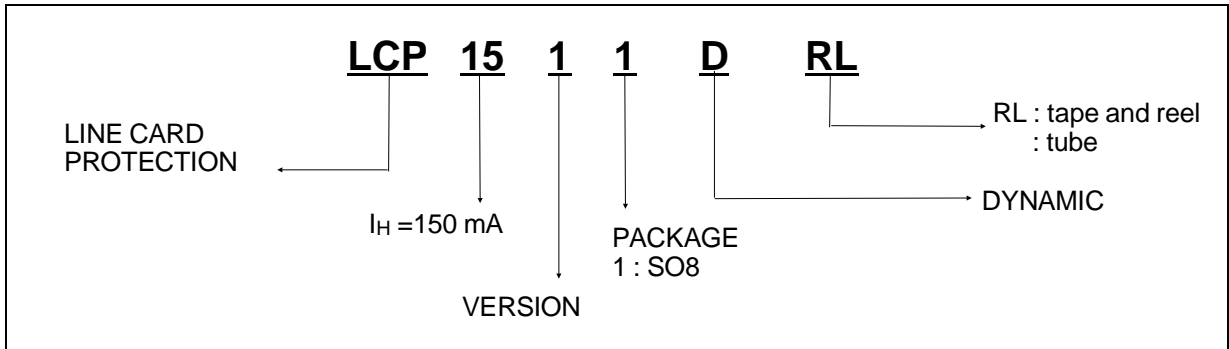 LCP 15 1 1 D RL
RL : tape and reel
: tube
LINE CARD
PROTECTION
DYNAMIC
IH =150 mA
PACKAGE
1 : SO8
VERSION